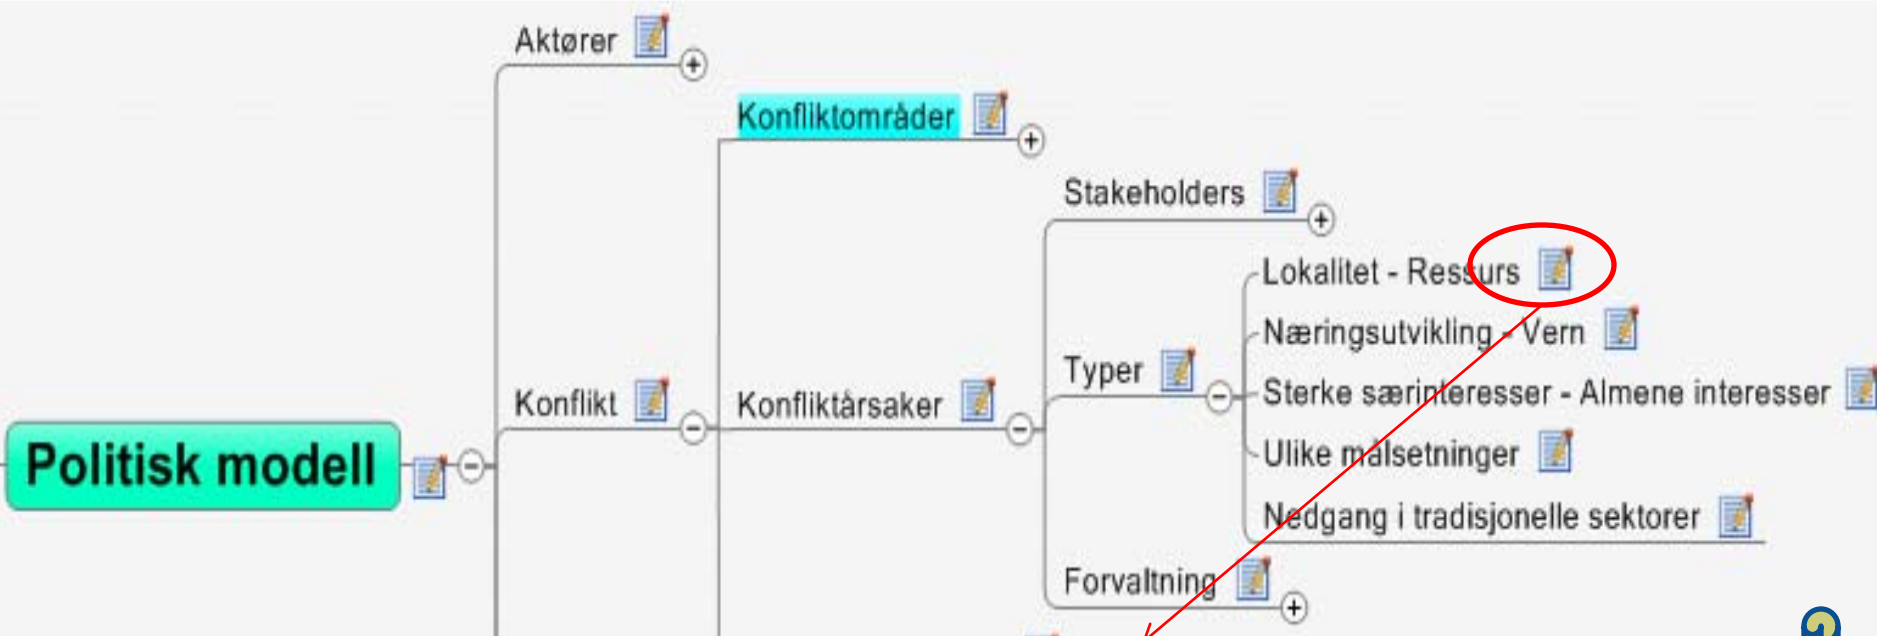 Aktører
Konfliktområder
Stakeholders
Lokalitet - Ressurs
Næringsutvikling - Vern
Typer
Sterke særinteresser - Almene interesser
Konflikt
Konfliktårsaker
Ulike målsetninger
Politisk modell
Nedgang i tradisjonelle sektorer
Forvaltning